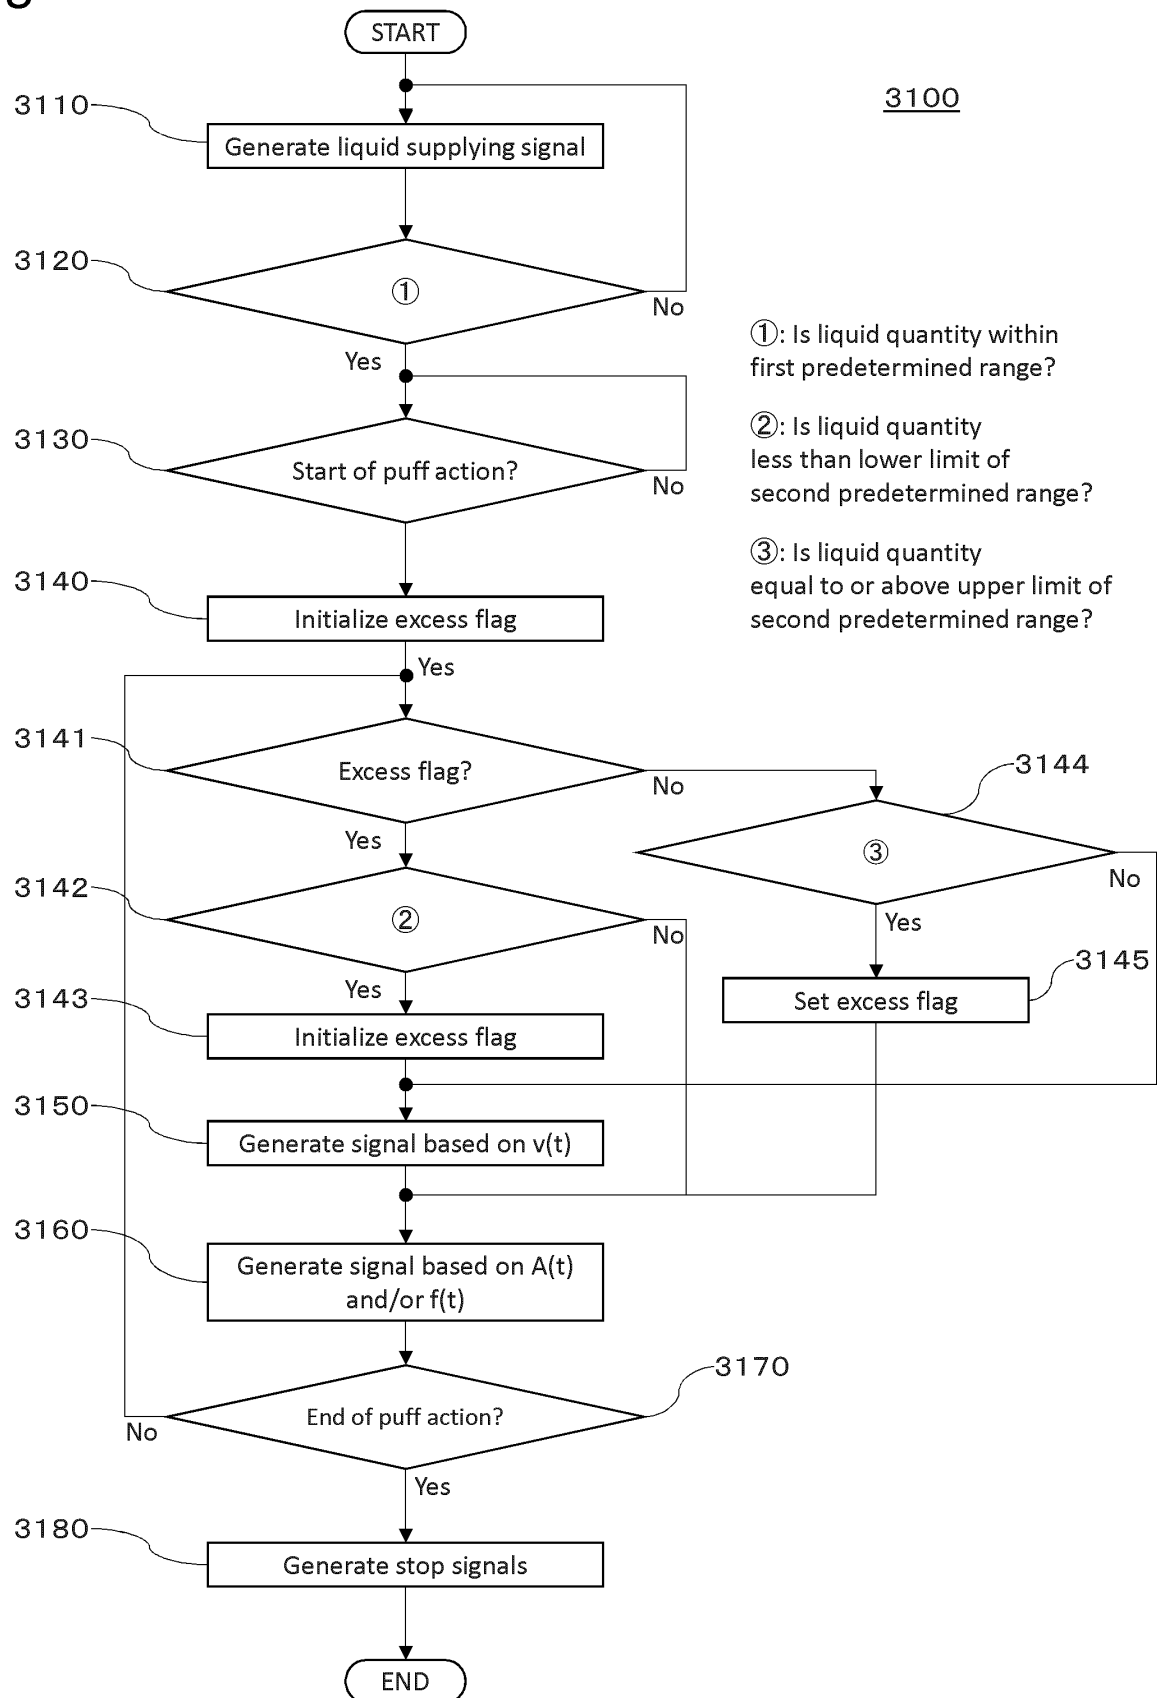 START
3100
3110
Generate liquid supplying signal
3120
①
No
Yes
①: Is liquid quantity within
first predetermined range?
②: Is liquid quantity
less than lower limit of
second predetermined range?
③: Is liquid quantity
equal to or above upper limit of
second predetermined range?
3130
Start of puff action?
No
3140
Initialize excess flag
Yes
3141
Excess flag?
No
Yes
3144
③
No
Yes
3142
②
No
Yes
3145
Set excess flag
3143
Initialize excess flag
3150
Generate signal based on v(t)
3160
Generate signal based on A(t)
and/or f(t)
3170
End of puff action?
No
Yes
3180
Generate stop signals
END